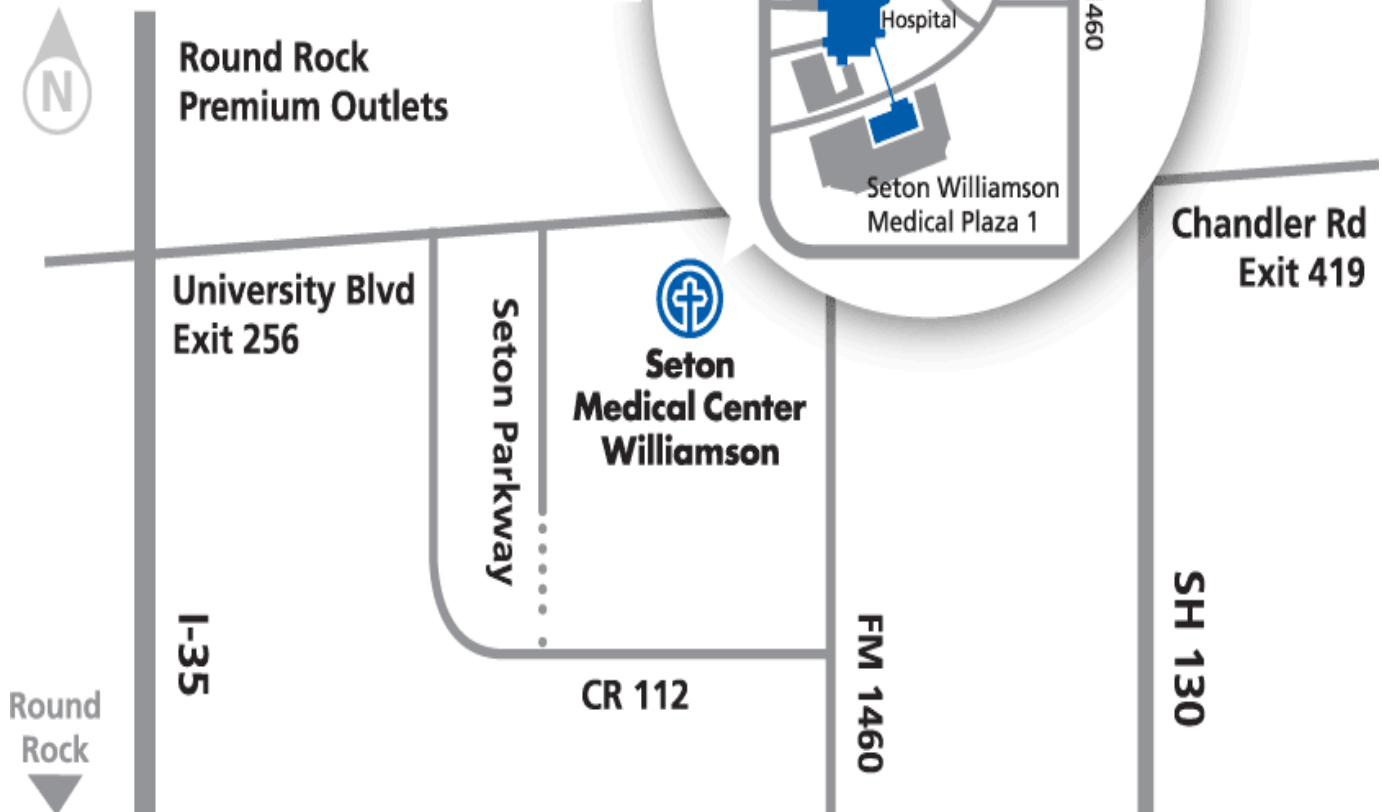 N
Round Rock
Premium Outlets
Hospital
460
Seton Williamson
Medical Plaza 1
Chandler Rd
Exit 419
University Blvd
Exit 256
Seton Parkway
Seton
Medical Center
Williamson
I-35
CR 112
FM 1460
SH 130
Round
Rock